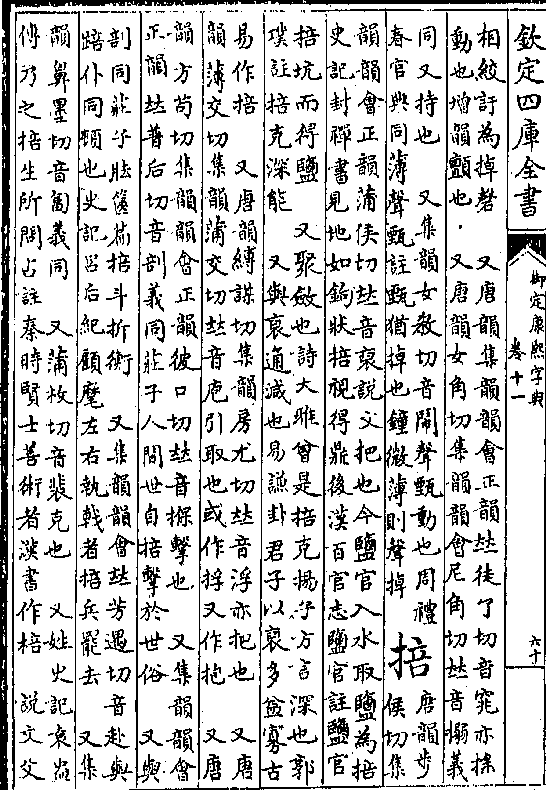 欽定四庫全書
御定康熙字典
卷十一
六十
相絞訐為掉磬 又唐韻集韻韻會正韻𠀤徒了切音窕亦搖
動也增韻顫也 又唐韻女角切集韻韻會尼角切𠀤音搦義
同又持也 又集韻女敎切音鬧聲甄動也周禮
春官典同薄聲甄註甄猶掉也鐘微薄則聲掉
掊
唐韻步
侯切集
韻韻會正韻蒲侯切𠀤音裒說文把也今鹽官入水取鹽為掊
史記封禪書見地如鉤狀掊視得鼎後漢百官志鹽官註鹽官
掊坑而得鹽 又聚斂也詩大雅曾是掊克揚子方言深也郭
璞註掊克深能 又與裒通減也易謙卦君子以裒多益寡古
易作掊 又唐韻縛謀切集韻房尤切𠀤音浮亦把也 又唐
韻薄交切集韻蒲交切𠀤音庖引取也或作捊又作抱 又唐
韻方苟切集韻韻會正韻彼口切𠀤音掊擊也 又集韻韻會
正韻𠀤普后切音剖義同莊子人間世自掊擊於世俗 又與
剖同莊子胠篋篇掊斗折衡 又集韻韻會𠀤芳遇切音赴與
踣仆同頓也史記呂后紀顧麾左右執戟者掊兵罷去 又集
韻鼻墨切音匐義同 又蒲枚切音裴克也 又姓史記袁盎
傳乃之掊生所問占註秦時賢士善術者漢書作棓 說文父